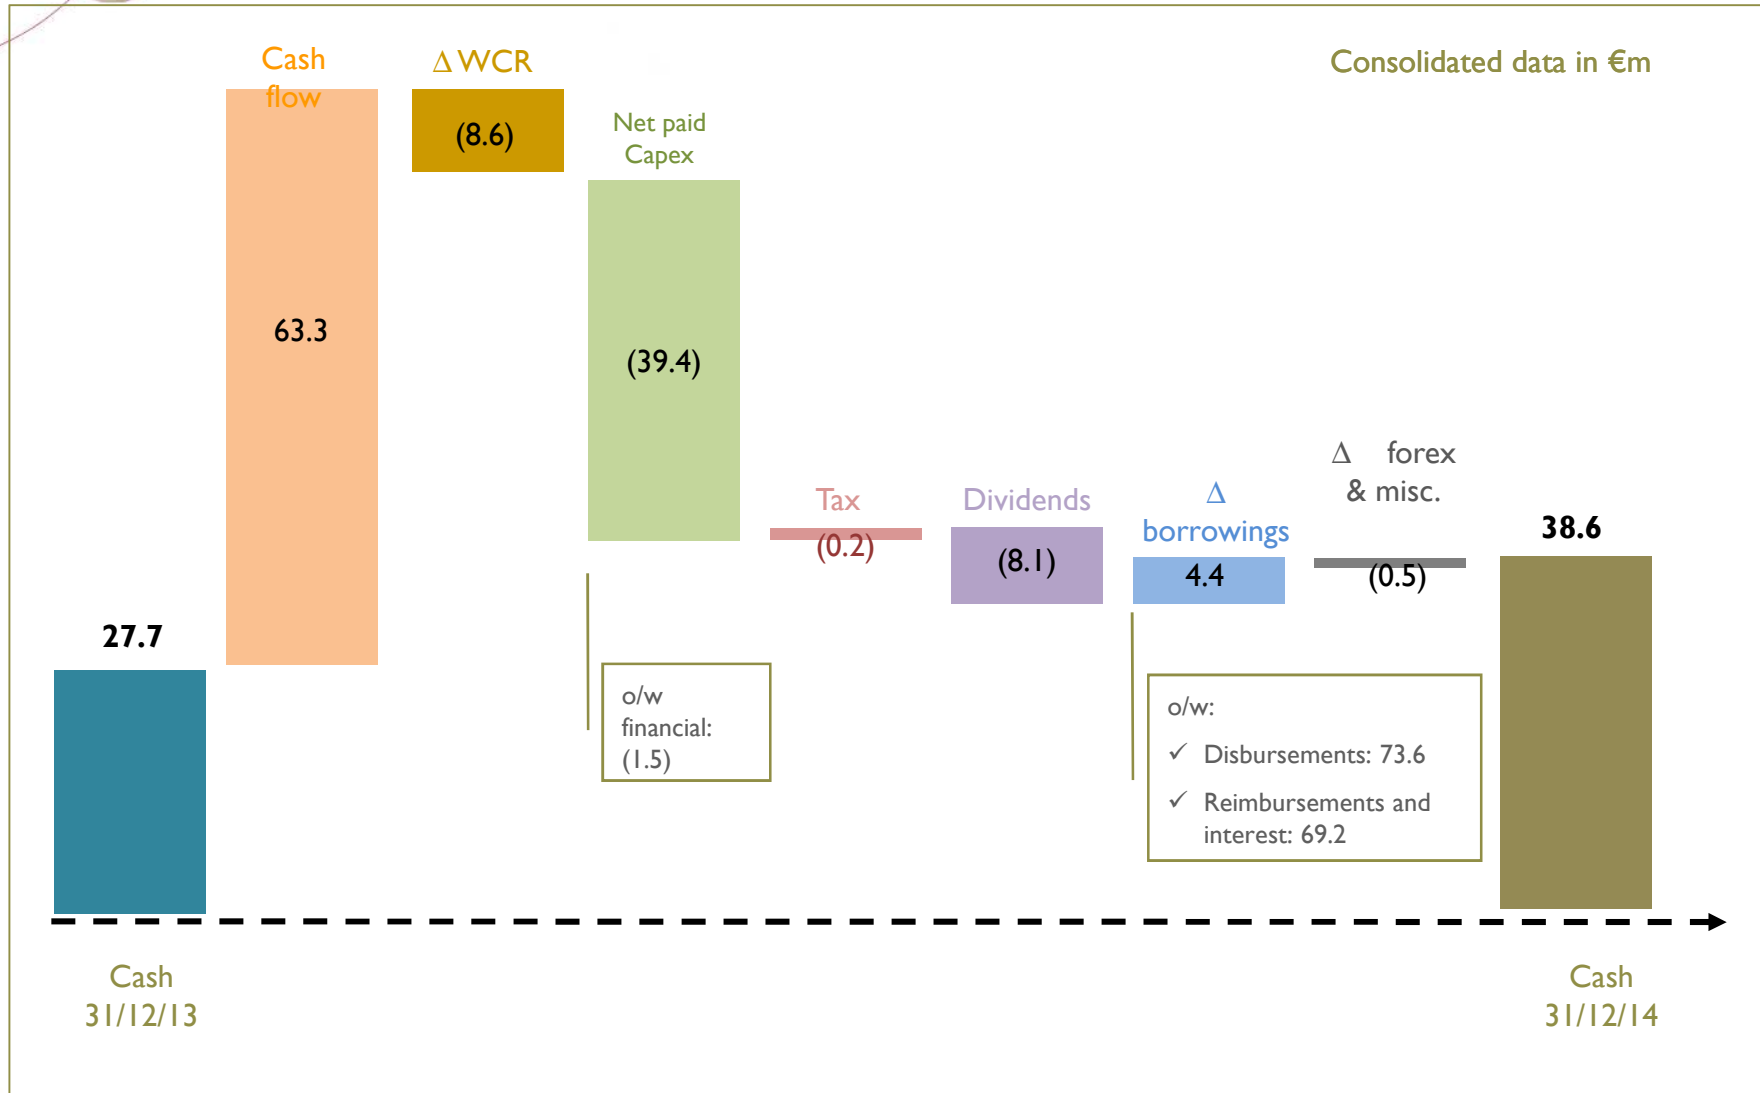 Cash
flow
Δ WCR
Consolidated data in €m
(8.6)
Net paid
Capex
63.3
(39.4)
Δ forex
& misc.
Tax
Dividends
Δ
borrowings
38.6
(0.2)
(8.1)
4.4
(0.5)
27.7
o/w
financial:
(1.5)
o/w:
✓ Disbursements: 73.6
✓ Reimbursements and
interest: 69.2
Cash
31/12/13
Cash
31/12/14